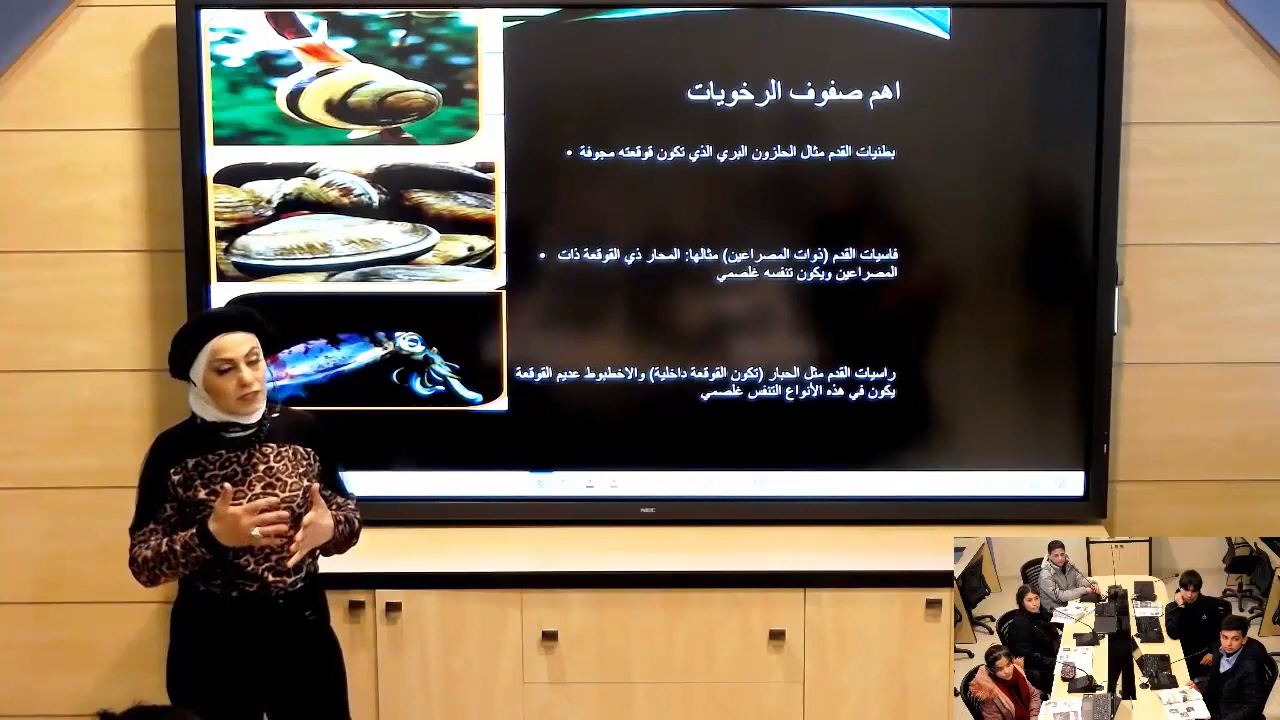 اهم صفوف الرخويات
بطنيات القدم مثال الحلزون البري الذي تكون قوقعته مجوفة •
فاسيات القدم (ذوات المصراعين) مثالها: المحار ذي القوقعة ذات •
المصراعين ويكون تنفسه غلصمي
راسيات القدم مثل الحبار (تكون القوقعة داخلية) والاخطبوط عديم القوقعة
يكون في هذه الأنواع التنفس غلصمي
NEC